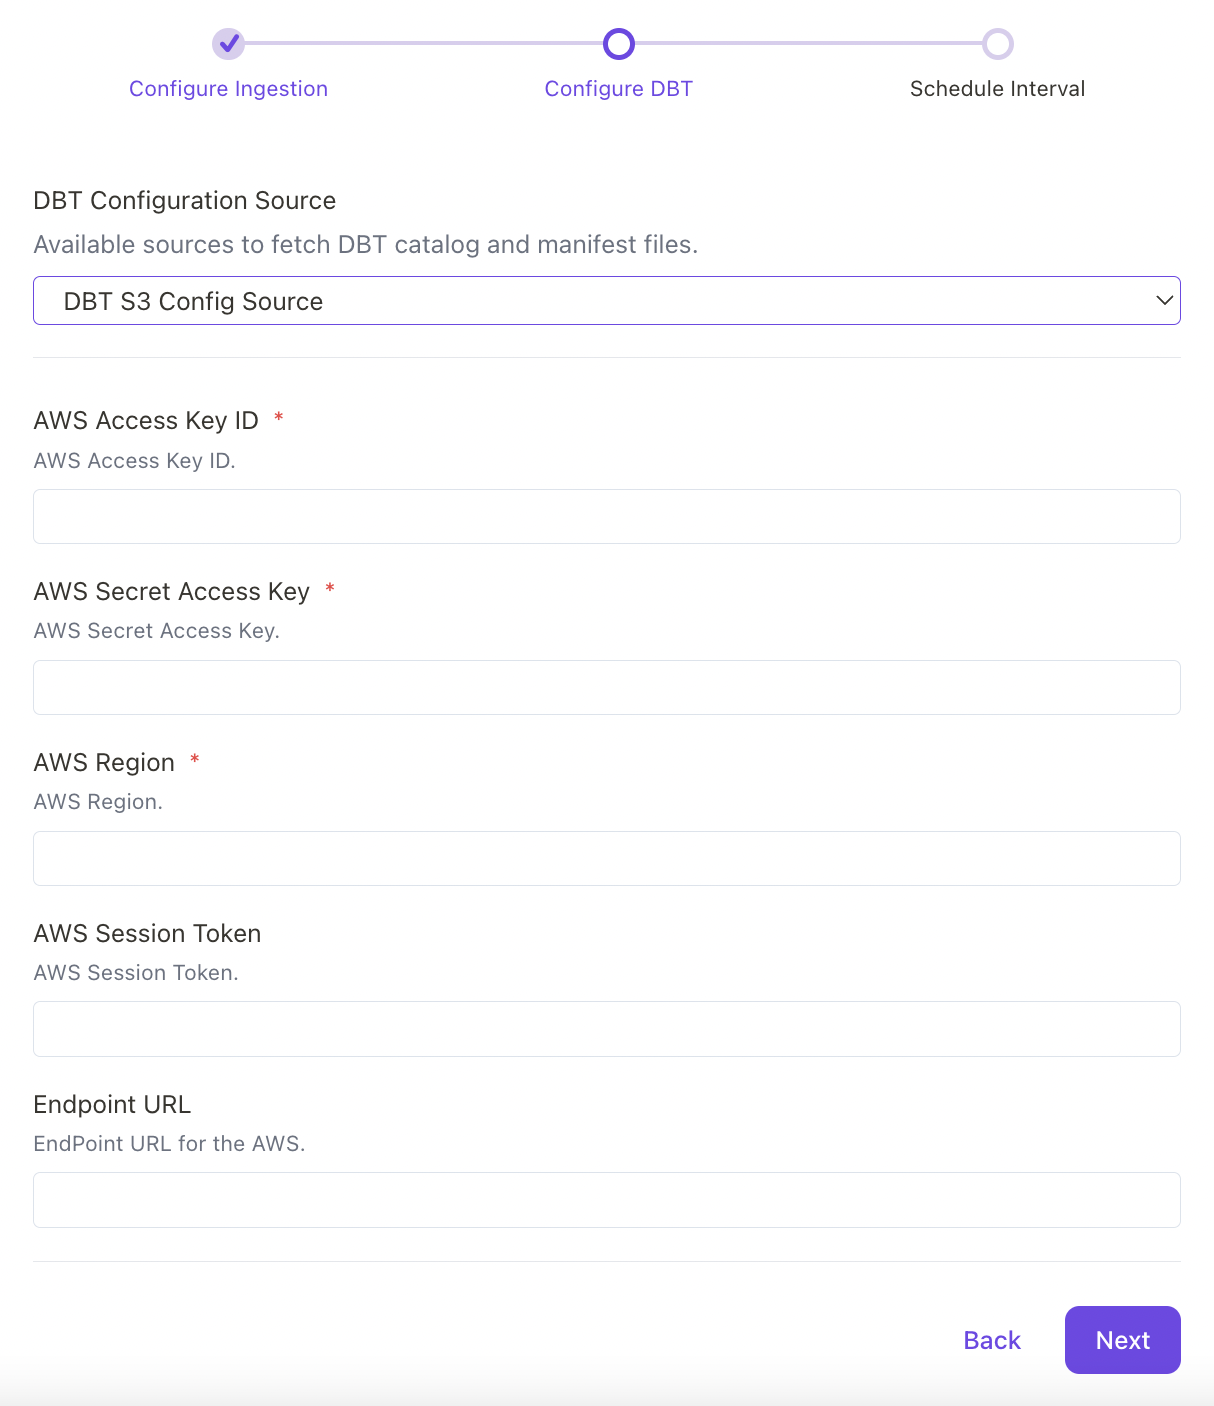 Configure Ingestion
Configure DBT
Schedule Interval
DBT Configuration Source
Available sources to fetch DBT catalog and manifest files.
DBT S3 Config Source
AWS Access Key ID *
AWS Access Key ID.
AWS Secret Access Key *
AWS Secret Access Key.
AWS Region *
AWS Region.
AWS Session Token
AWS Session Token.
Endpoint URL
EndPoint URL for the AWS.
Back
Next